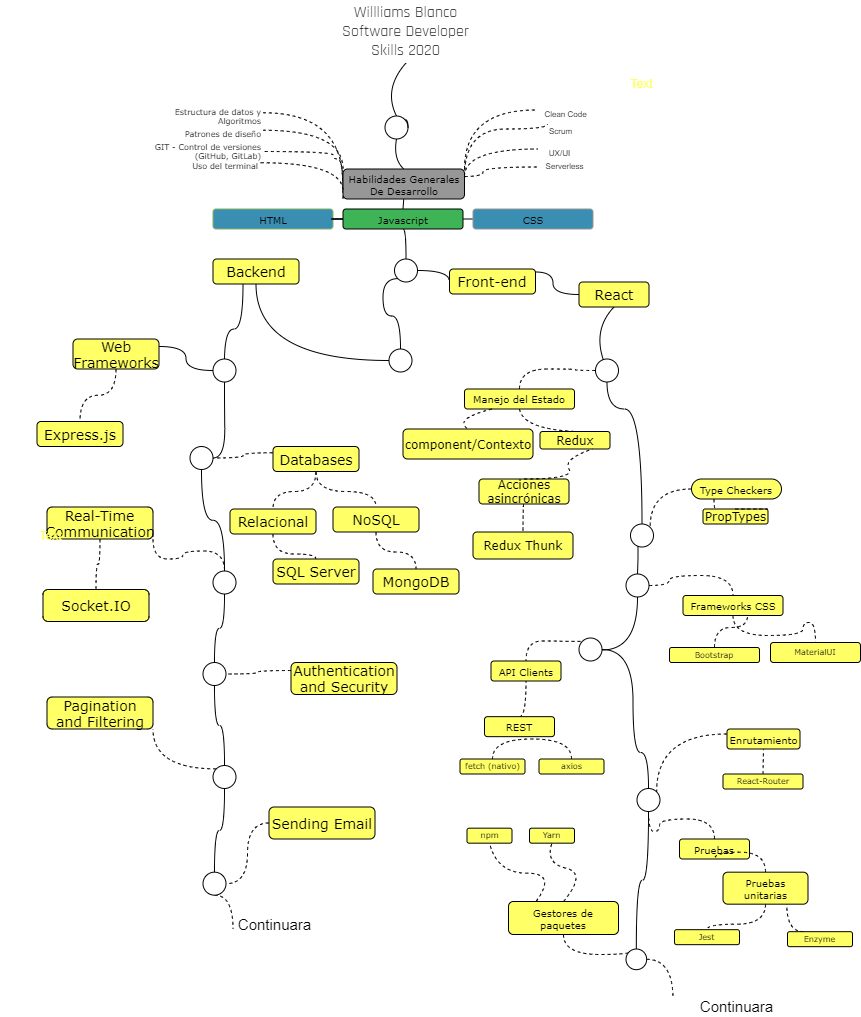 Willliams Blanco
Software Developer
Skills 2020
Text
Estructura de datos y
Algoritmos
Patrones de diseño
GIT - Control de versiones
(GitHub, GitLab)
Uso del terminal
Clean Code
Scrum
UX/UI
Serverless
Habilidades Generales
De Desarrollo
HTML
Javascript
CSS
Backend
Front-end
React
Web
Frameworks
Express.js
Databases
Relacional
NoSQL
SQL Server
MongoDB
Real-Time
Communication
Text
Socket.IO
Authentication
and Security
Pagination
and Filtering
Sending Email
Continuara
Manejo del Estado
component/Contexto
Redux
Acciones
asincrónicas
Redux Thunk
Type Checkers
PropTypes
Frameworks CSS
Bootstrap
MaterialUI
API Clients
REST
fetch (nativo)
axios
Enrutamiento
React-Router
npm
Yarn
Gestores de
paquetes
Pruebas
Pruebas
unitarias
Jest
Enzyme
Continuara